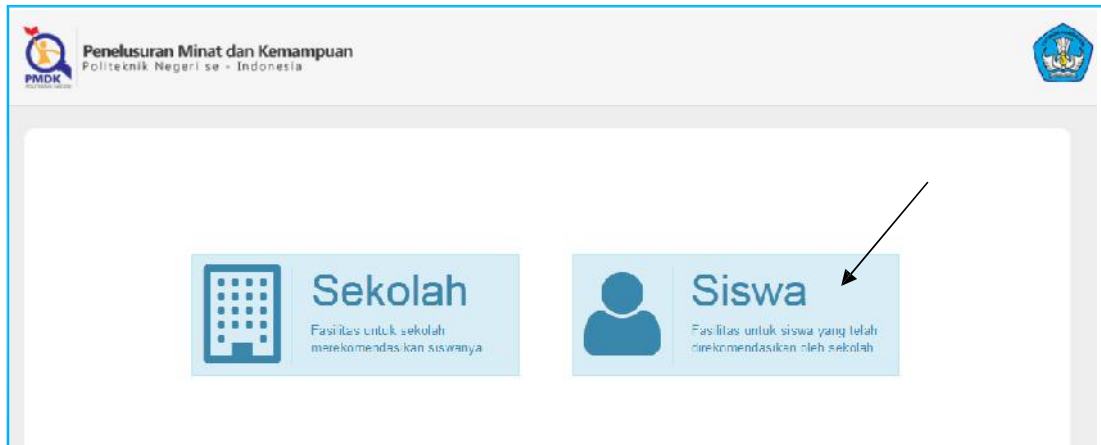 Penelusuran Minat dan Kemampuan
Politeknik Negeri se - Indonesia
PMDK
Sekolah
Fasilitas untuk sekolah
merekomendasikan siswanya
Siswa
Fasilitas untuk siswa yang telah
direkomendasikan oleh sekolah